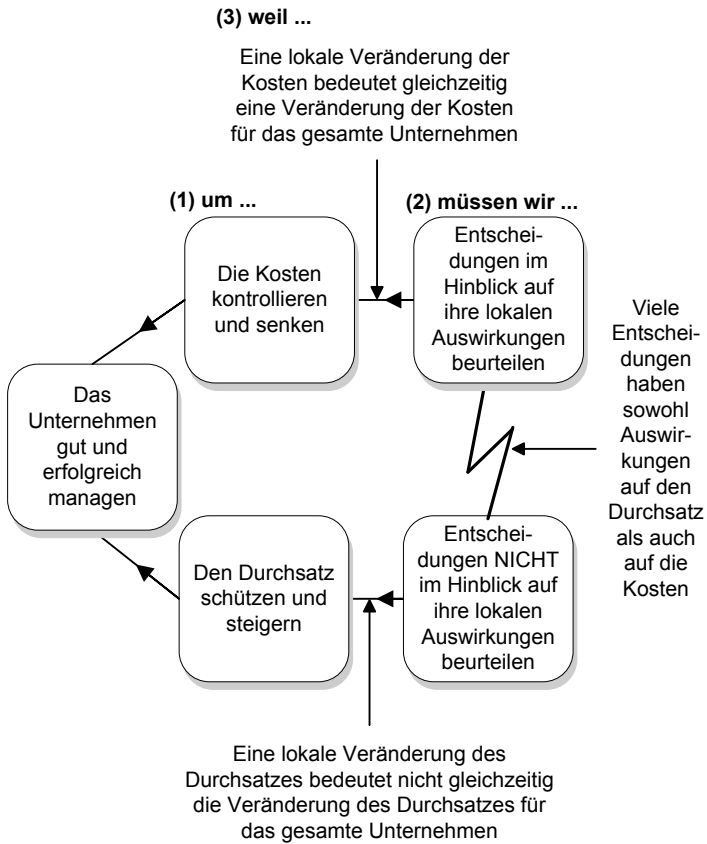 (3) weil ...
Eine lokale Veränderung der
Kosten bedeutet gleichzeitig
eine Veränderung der Kosten
für das gesamte Unternehmen
(1) um ...
(2) müssen wir ...
Die Kosten
kontrollieren
und senken
Entschei-
dungen im
Hinblick auf
ihre lokalen
Auswirkungen
beurteilen
Das
Unternehmen
gut und
erfolgreich
managen
Viele
Entschei-
dungen
haben
sowohl
Auswir-
kungen
auf den
Durchsatz
als auch
auf die
Kosten
Den Durchsatz
schützen und
steigern
Entschei-
dungen NICHT
im Hinblick auf
ihre lokalen
Auswirkungen
beurteilen
Eine lokale Veränderung des
Durchsatzes bedeutet nicht gleichzeitig
die Veränderung des Durchsatzes für
das gesamte Unternehmen